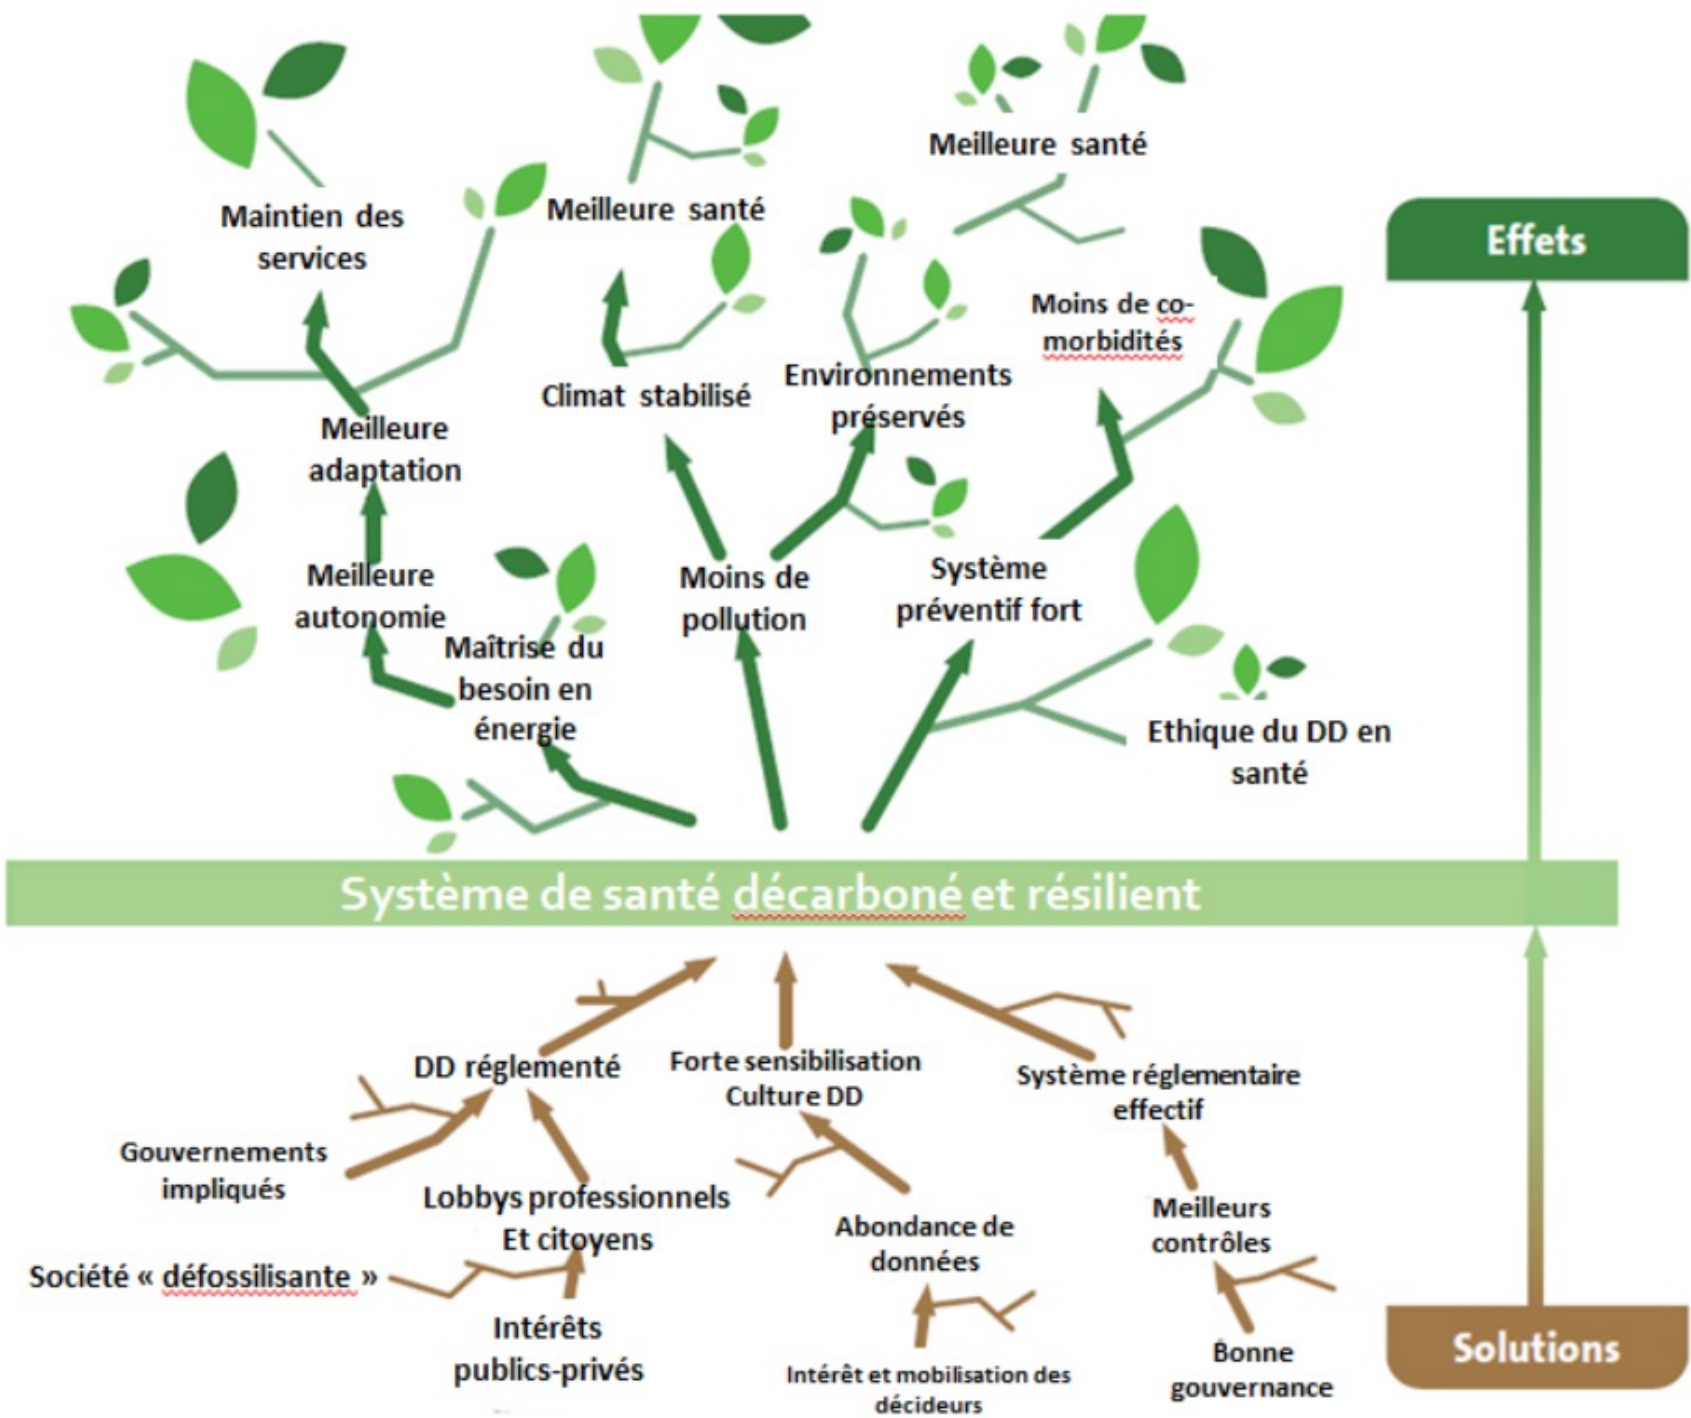 Meilleure santé
Maintien des
services
Meilleure santé
Effets
Moins de co-
morbidités
Climat stabilisé
Environnements
préservés
Meilleure
adaptation
Meilleure
autonomie
Moins de
pollution
Système
préventif fort
Maîtrise du
besoin en
énergie
Ethique du DD en
santé
Système de santé décarboné et résilient
DD réglementé
Forte sensibilisation
Culture DD
Système réglementaire
effectif
Gouvernements
impliqués
Lobbys professionnels
Et citoyens
Abondance de
données
Meilleurs
contrôles
Société « défossilisante »
Intérêts
publics-privés
Intérêt et mobilisation des
décideurs
Bonne
gouvernance
Solutions